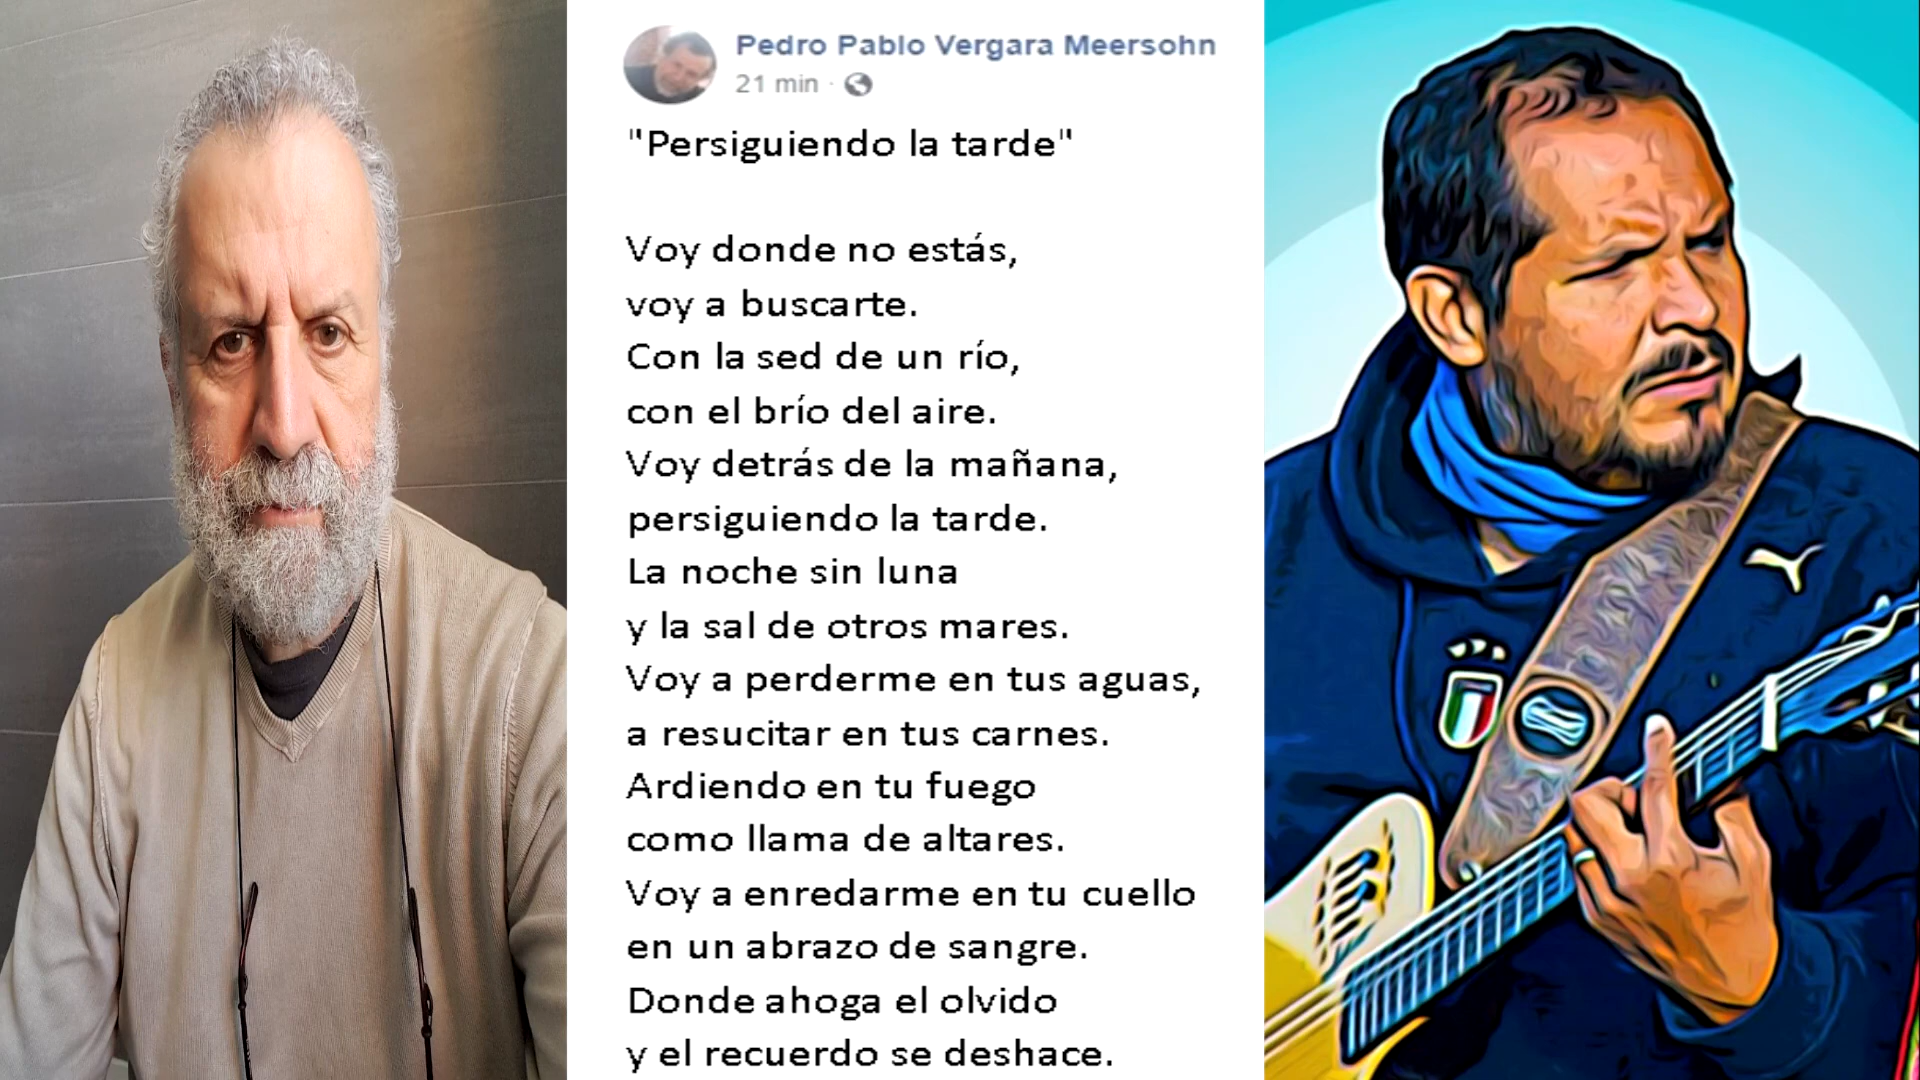 Pedro Pablo Vergara Meersohn
21 min ·
"Persiguiendo la tarde"
Voy donde no estás,
voy a buscarte.
Con la sed de un río,
con el brío del aire.
Voy detrás de la mañana,
persiguiendo la tarde.
La noche sin luna
y la sal de otros mares.
Voy a perderme en tus aguas,
a resucitar en tus carnes.
Ardiendo en tu fuego
como llama de altares.
Voy a enredarme en tu cuello
en un abrazo de sangre.
Donde ahoga el olvido
y el recuerdo se deshace.